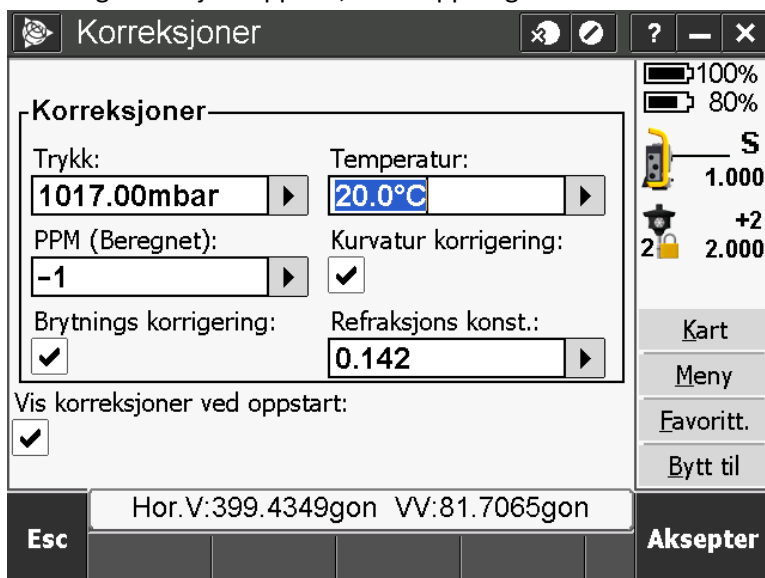 Korreksjoner
?
100%
80%
Korreksjoner
S
1.000
Trykk: Temperatur:
1017.00mbar 20.0°C
+2
2 2.000
PPM (Beregnet): Kurvatur korrigering:
-1
Brytnings korrigering: Refraksjons konst.:
0.142
Kart
Meny
Vis korreksjoner ved oppstart:
Favoritt.
Bytt til
Hor.V:399.4349gon VV:81.7065gon
Esc
Aksepter